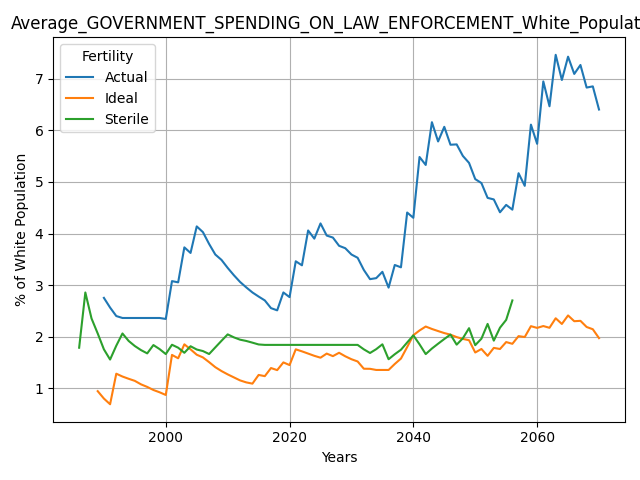 Average_GOVERNMENT_SPENDING_ON_LAW_ENFORCEMENT_White_Populat
Fertility
Actual
Ideal
Sterile
% of White Population
7
6
5
4
3
2
1
2000 2020 2040 2060
Years